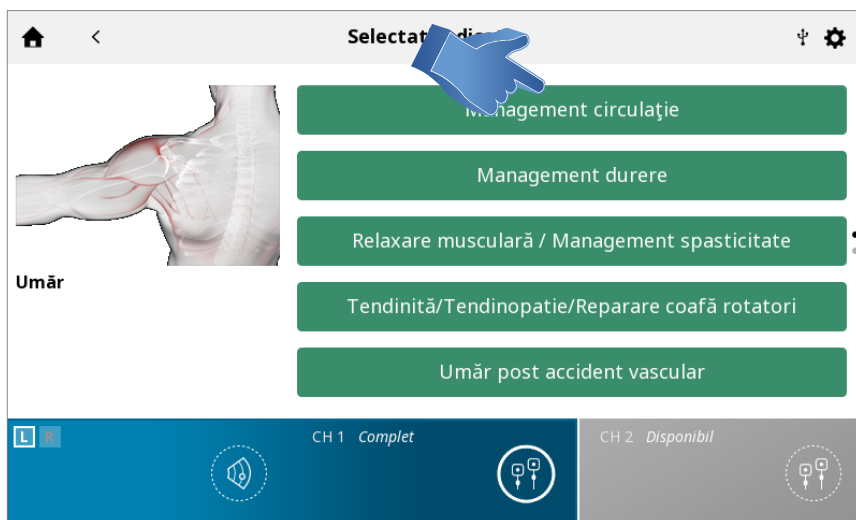 Selectat
Management circulaţie
Management durere
Relaxare musculară / Management spasticitate
Umăr
Tendinită/Tendinopatie/Reparare coafă rotatori
Umăr post accident vascular
L R
CH 1 Complet
CH 2 Disponibil